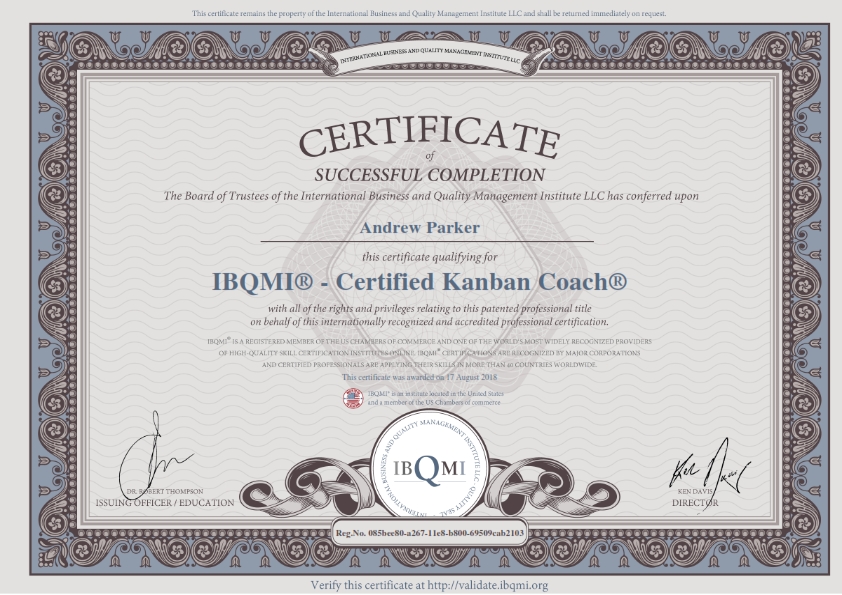 This certificate remains the property of the International Business and Quality Management Institute LLC and shall be returned immediately on request.
INTERNATIONAL BUSINESS AND QUALITY MANAGEMENT INSTITUTE LLC
CERTIFICATE
of
SUCCESSFUL COMPLETION
The Board of Trustees of the International Business and Quality Management Institute LLC has conferred upon
Andrew Parker
this certificate qualifying for
IBQMI® - Certified Kanban Coach®
with all of the rights and privileges relating to this patented professional title
on behalf of this internationally recognized and accredited professional certification.
IBQMI® IS A REGISTERED MEMBER OF THE US CHAMBERS OF COMMERCE AND ONE OF THE WORLD'S MOST WIDELY RECOGNIZED PROVIDERS
OF HIGH-QUALITY SKILL CERTIFICATION INSTITUTES ONLINE. IBQMI® CERTIFICATIONS ARE RECOGNIZED BY MAJOR CORPORATIONS
AND CERTIFIED PROFESSIONALS ARE APPLYING THEIR SKILLS IN MORE THAN 40 COUNTRIES WORLDWIDE.
This certificate was awarded on 17 August 2018
IBQMI® is an institute located in the United States
and a member of the US Chambers of commerce
INTERNATIONAL BUSINESS AND QUALITY MANAGEMENT INSTITUTE LLC · QUALITY SEAL ·
IBQMI
DR. ROBERT THOMPSON
ISSUING OFFICER / EDUCATION
KEN DAVIS
DIRECTOR
Reg.No. 085bee80-a267-11e8-b800-69509cab2103
Verify this certificate at http://validate.ibqmi.org